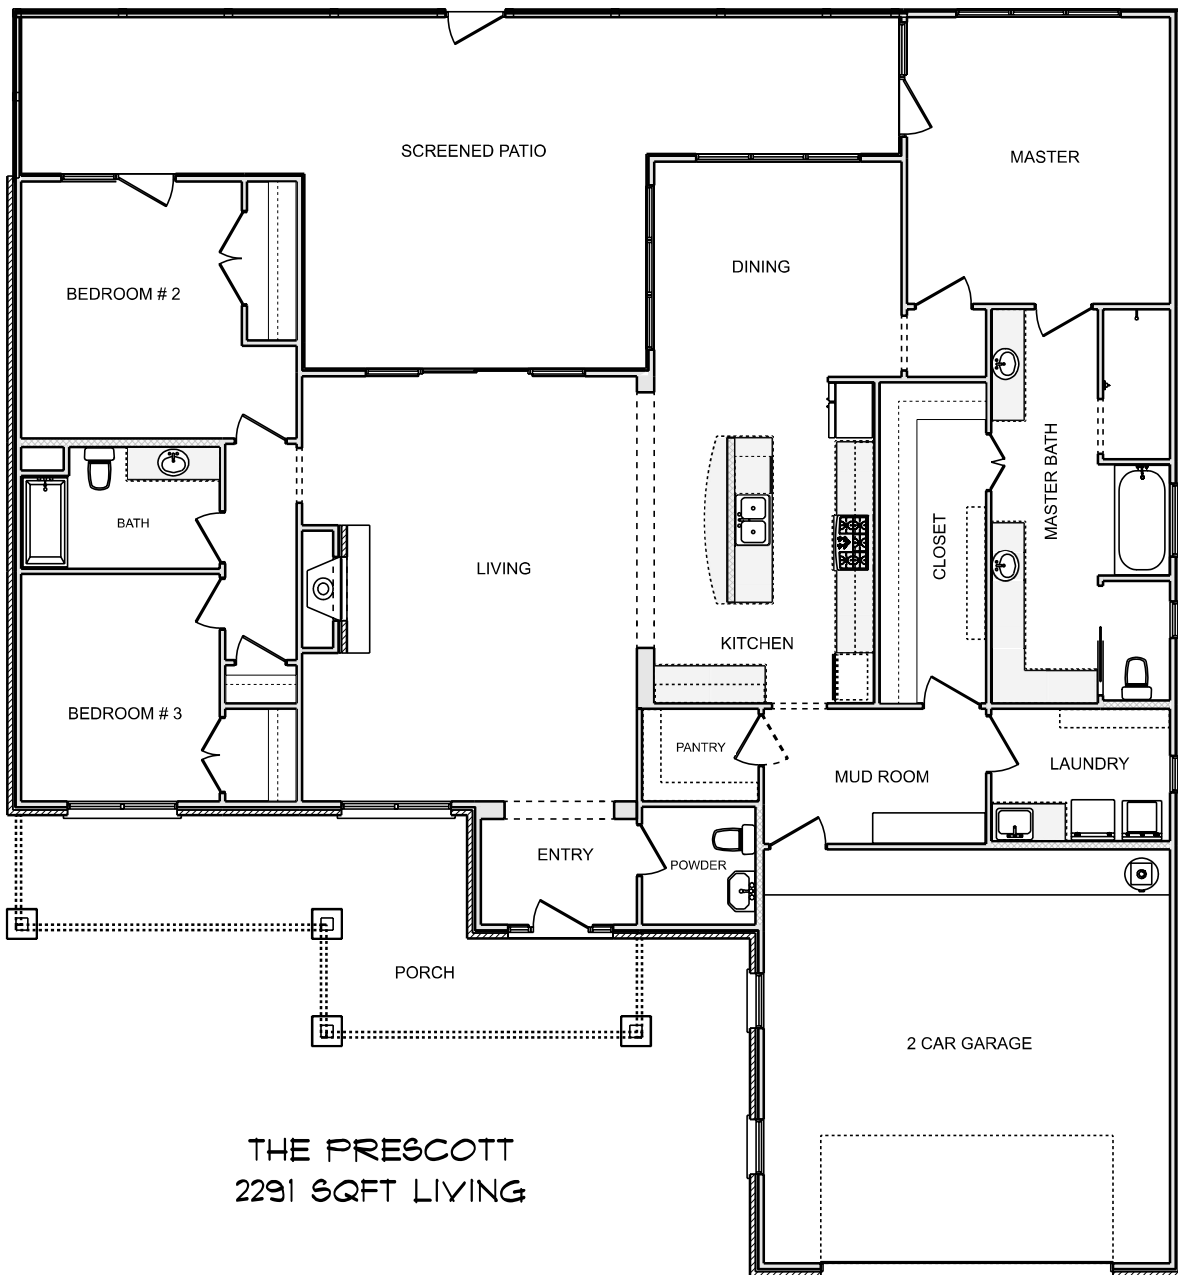 SCREENED PATIO
MASTER
DINING
BEDROOM # 2
MASTER BATH
BATH
CLOSET
LIVING
KITCHEN
BEDROOM # 3
PANTRY
MUD ROOM
LAUNDRY
ENTRY
POWDER
PORCH
2 CAR GARAGE
THE PRESCOTT
2291 SQFT LIVING